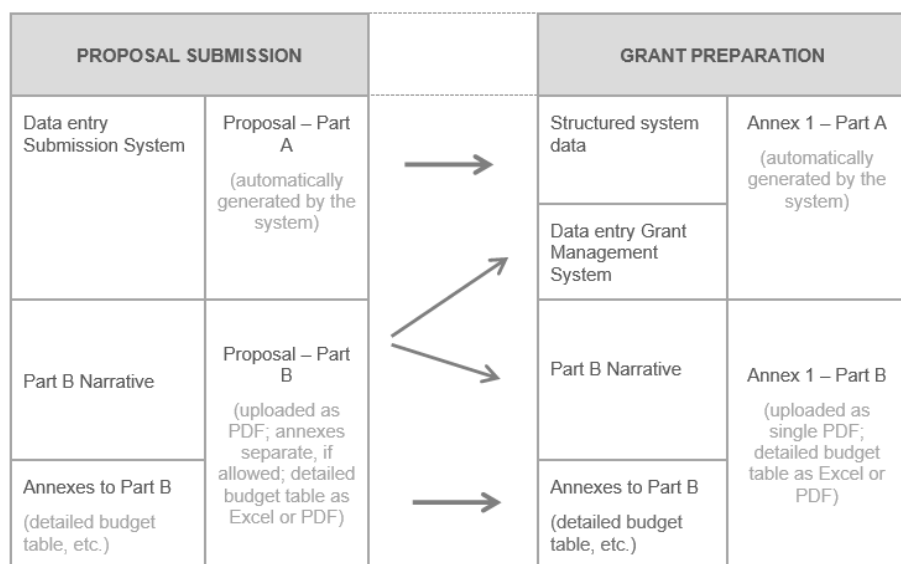 PROPOSAL SUBMISSION
GRANT PREPARATION
Data entry
Submission System
Proposal – Part
A
(automatically
generated by the
system)
Structured system
data
Annex 1 – Part A
(automatically
generated by the
system)
Data entry Grant
Management
System
Part B Narrative
Proposal – Part
B
(uploaded as
PDF; annexes
separate, if
allowed; detailed
budget table as
Excel or PDF)
Part B Narrative
Annex 1 – Part B
(uploaded as
single PDF;
detailed budget
table as Excel or
PDF)
Annexes to Part B
(detailed budget
table, etc.)
Annexes to Part B
(detailed budget
table, etc.)